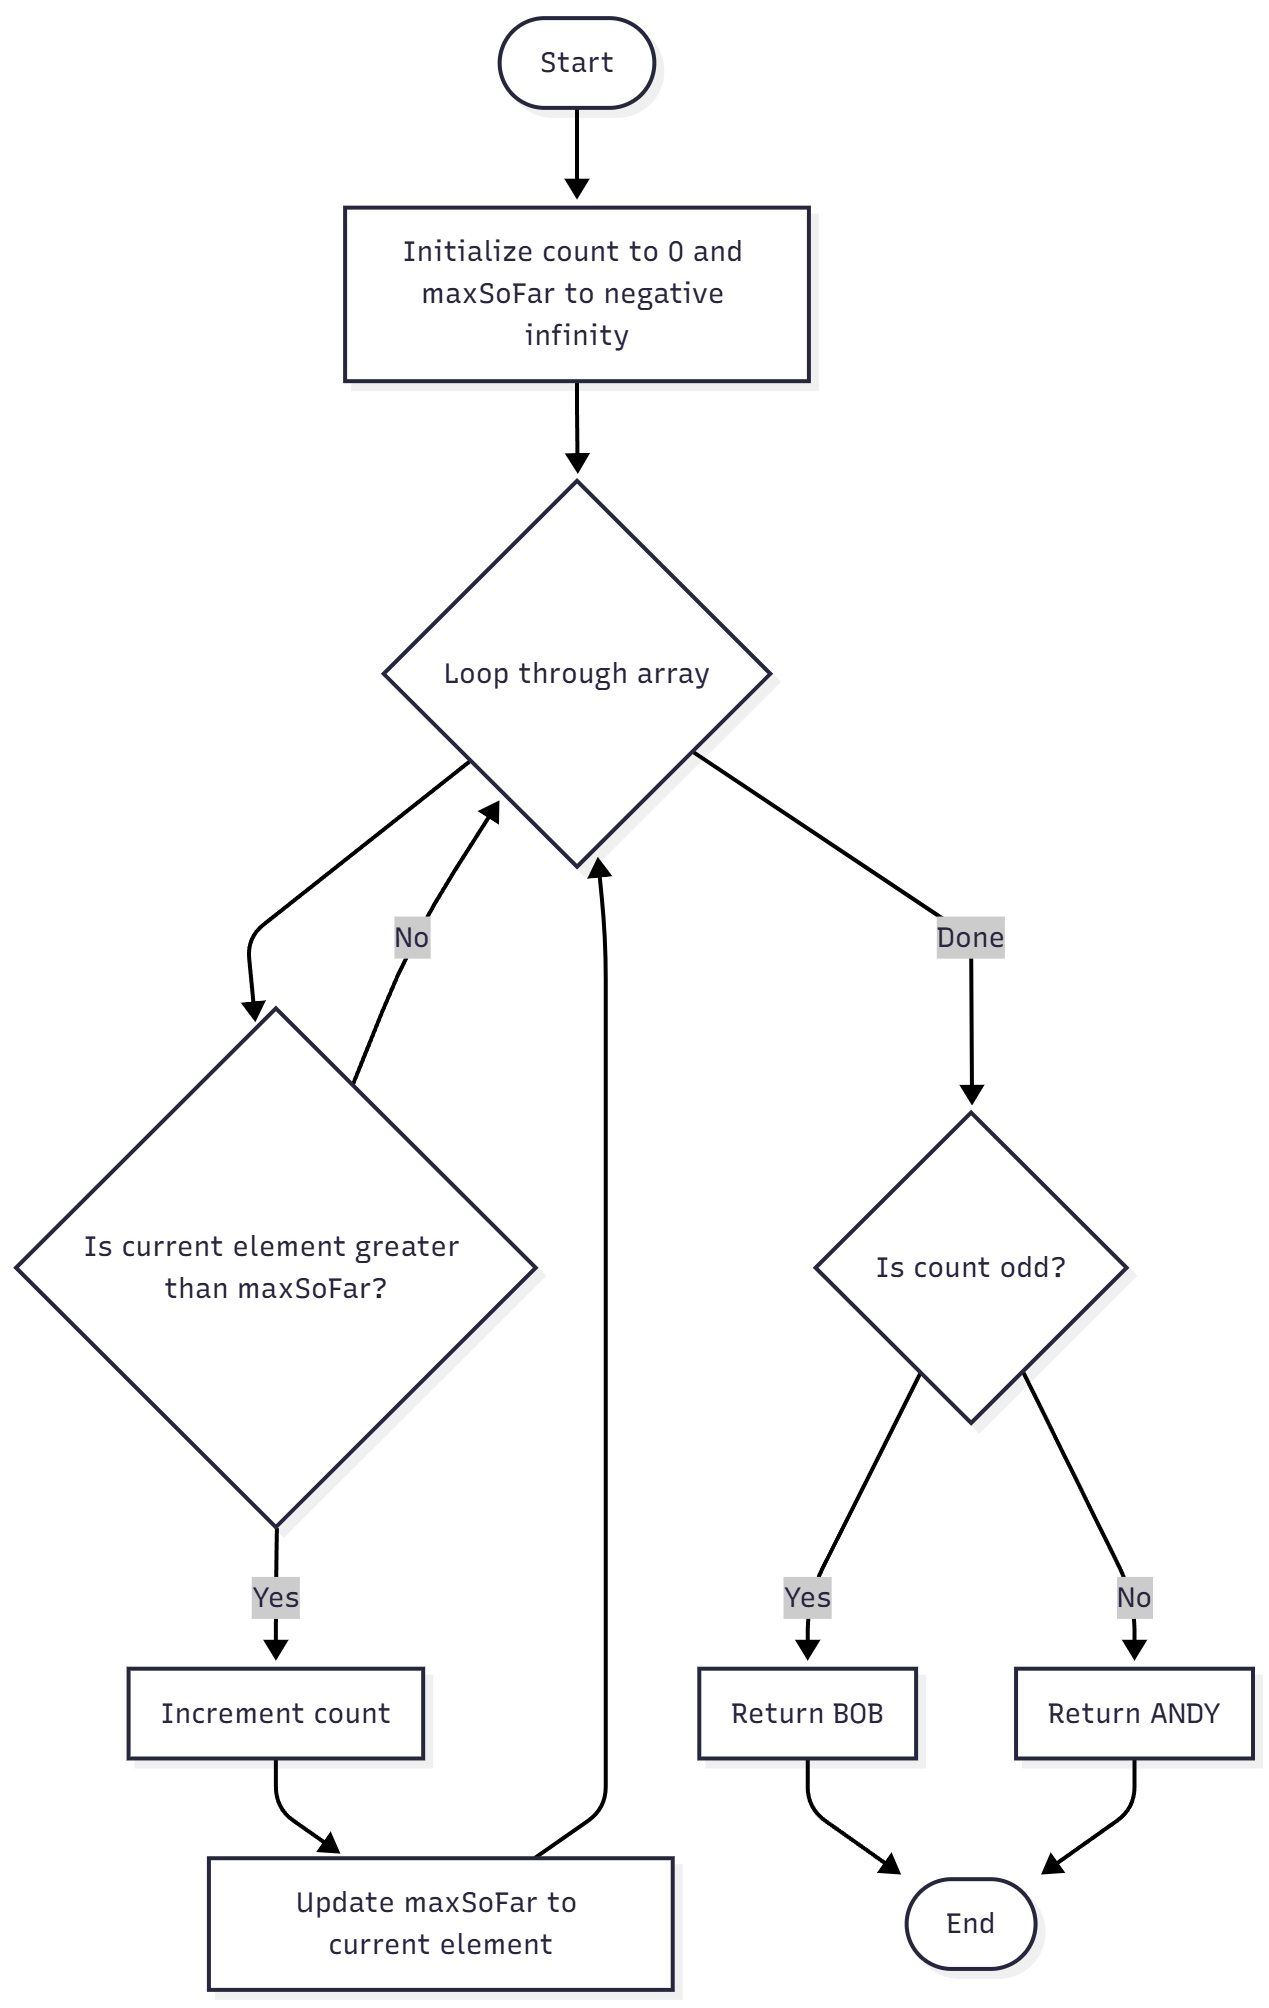 Start
Initialize count to 0 and
maxSoFar to negative
infinity
Loop through array
No
Done
Is current element greater
than maxSoFar?
Is count odd?
Yes
Yes
No
Increment count
Return BOB
Return ANDY
Update maxSoFar to
current element
End